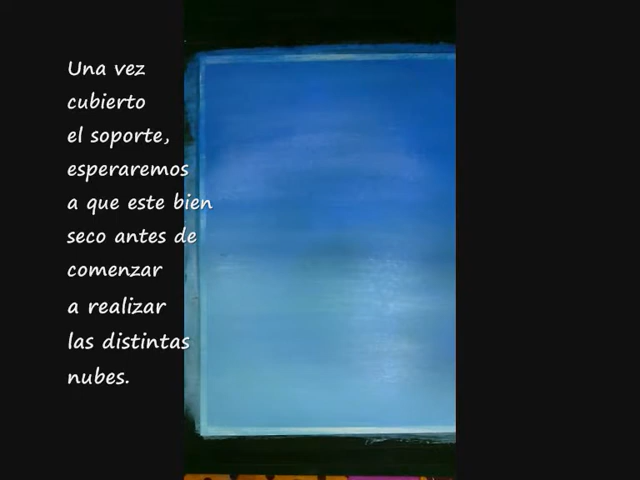 Una vez
cubierto
el soporte,
esperaremos
a que este bien
seco antes de
comenzar
a realizar
las distintas
nubes.